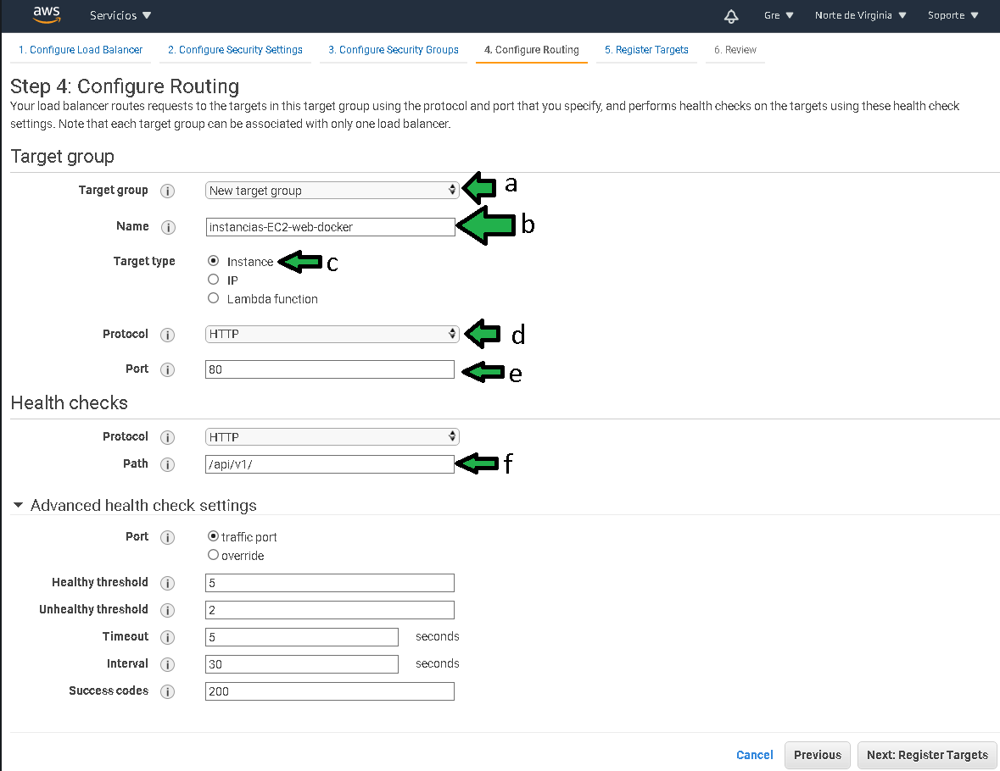 aws Servicios ▼ Gre ▼ Norte de Virginia ▼ Soporte ▼
1. Configure Load Balancer 2. Configure Security Settings 3. Configure Security Groups 4. Configure Routing 5. Register Targets 6. Review
Step 4: Configure Routing
Your load balancer routes requests to the targets in this target group using the protocol and port that you specify, and performs health checks on the targets using these health check
settings. Note that each target group can be associated with only one load balancer.
Target group
Target group i New target group a
Name i instancias-EC2-web-docker b
Target type Instance c
IP
Lambda function
Protocol i HTTP d
Port i 80 e
Health checks
Protocol i HTTP
Path i /api/v1/ f
Advanced health check settings
Port i traffic port
override
Healthy threshold i 5
Unhealthy threshold i 2
Timeout i 5 seconds
Interval i 30 seconds
Success codes i 200
Cancel Previous Next: Register Targets